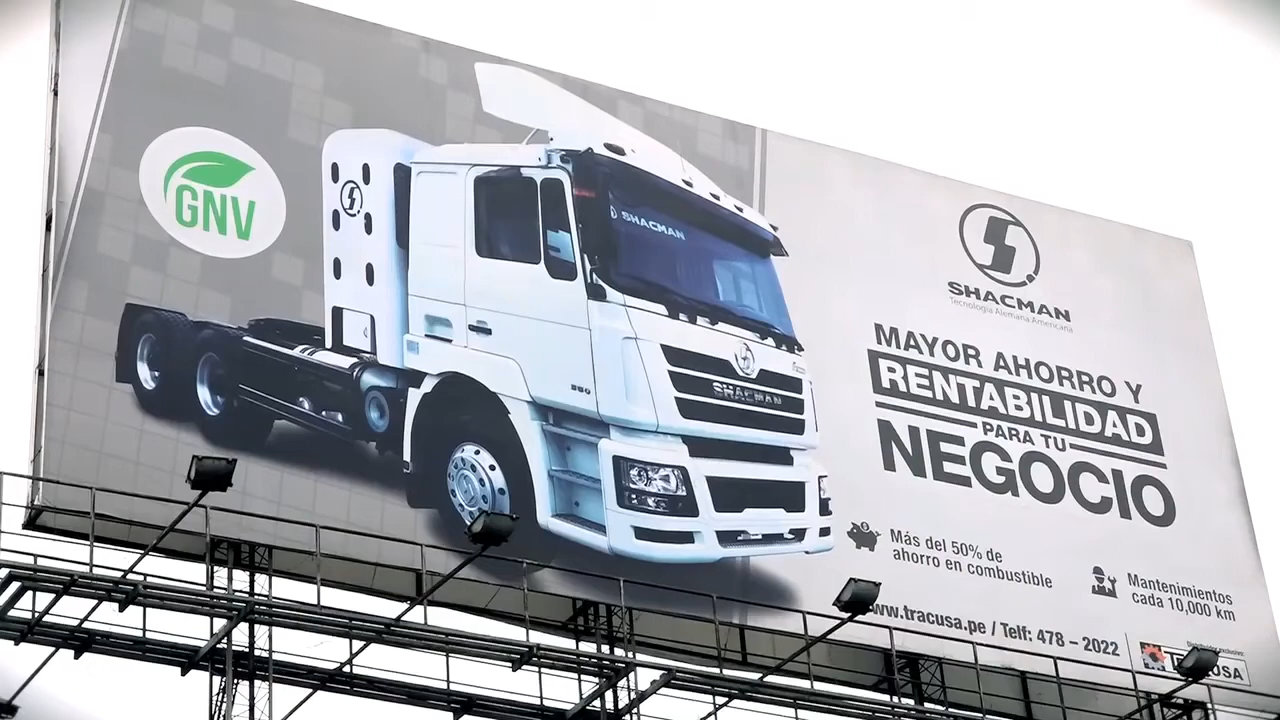 GNV
SHACMAN
SHACMAN
SHACMAN
Tecnología Alemana Americana
MAYOR AHORRO Y
RENTABILIDAD
PARA TU
NEGOCIO
Más del 50% de
ahorro en combustible
Mantenimientos
cada 10,000 km
www.tracusa.pe / Telf: 478 – 2022